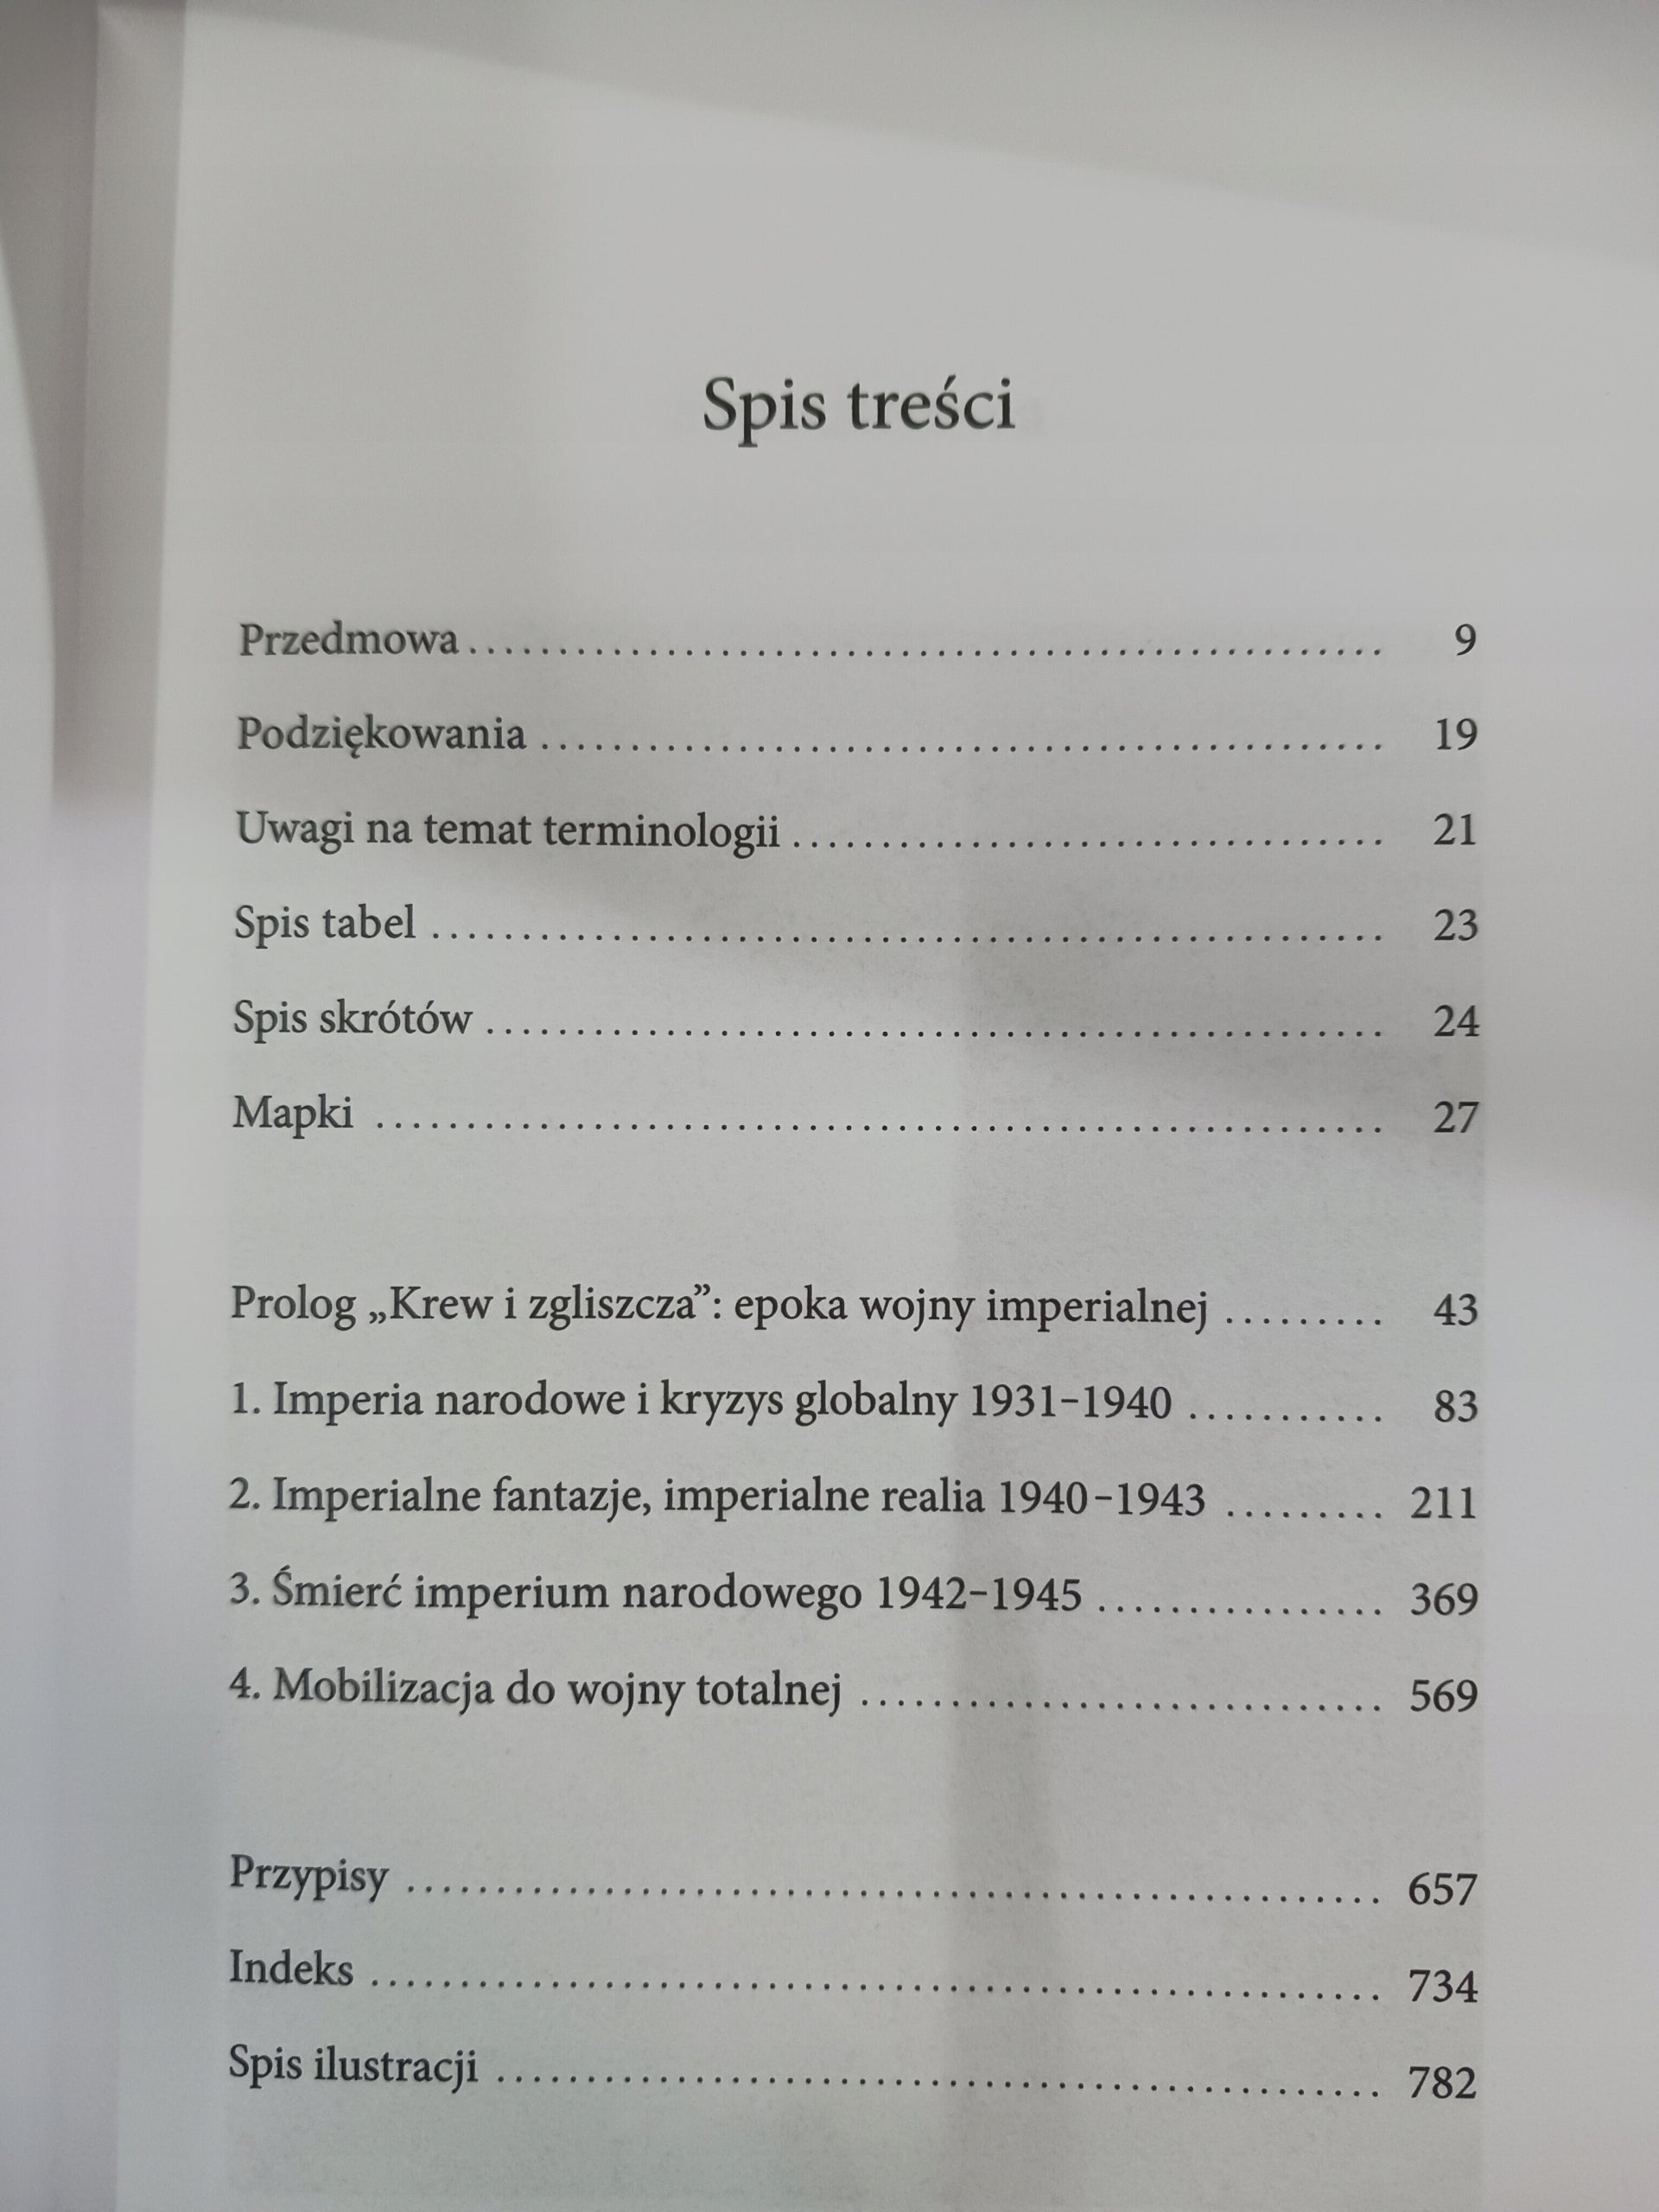 Spis treści
Przedmowa .................................................. 9
Podziękowania .............................................. 19
Uwagi na temat terminologii ................................ 21
Spis tabel ................................................. 23
Spis skrótów ............................................... 24
Mapki ...................................................... 27
Prolog „Krew i zgliszcza”: epoka wojny imperialnej ......... 43
1. Imperia narodowe i kryzys globalny 1931–1940 ........... 83
2. Imperialne fantazje, imperialne realia 1940–1943 ......... 211
3. Śmierć imperium narodowego 1942–1945 ................ 369
4. Mobilizacja do wojny totalnej ............................. 569
Przypisy ................................................... 657
Indeks ..................................................... 734
Spis ilustracji ............................................ 782